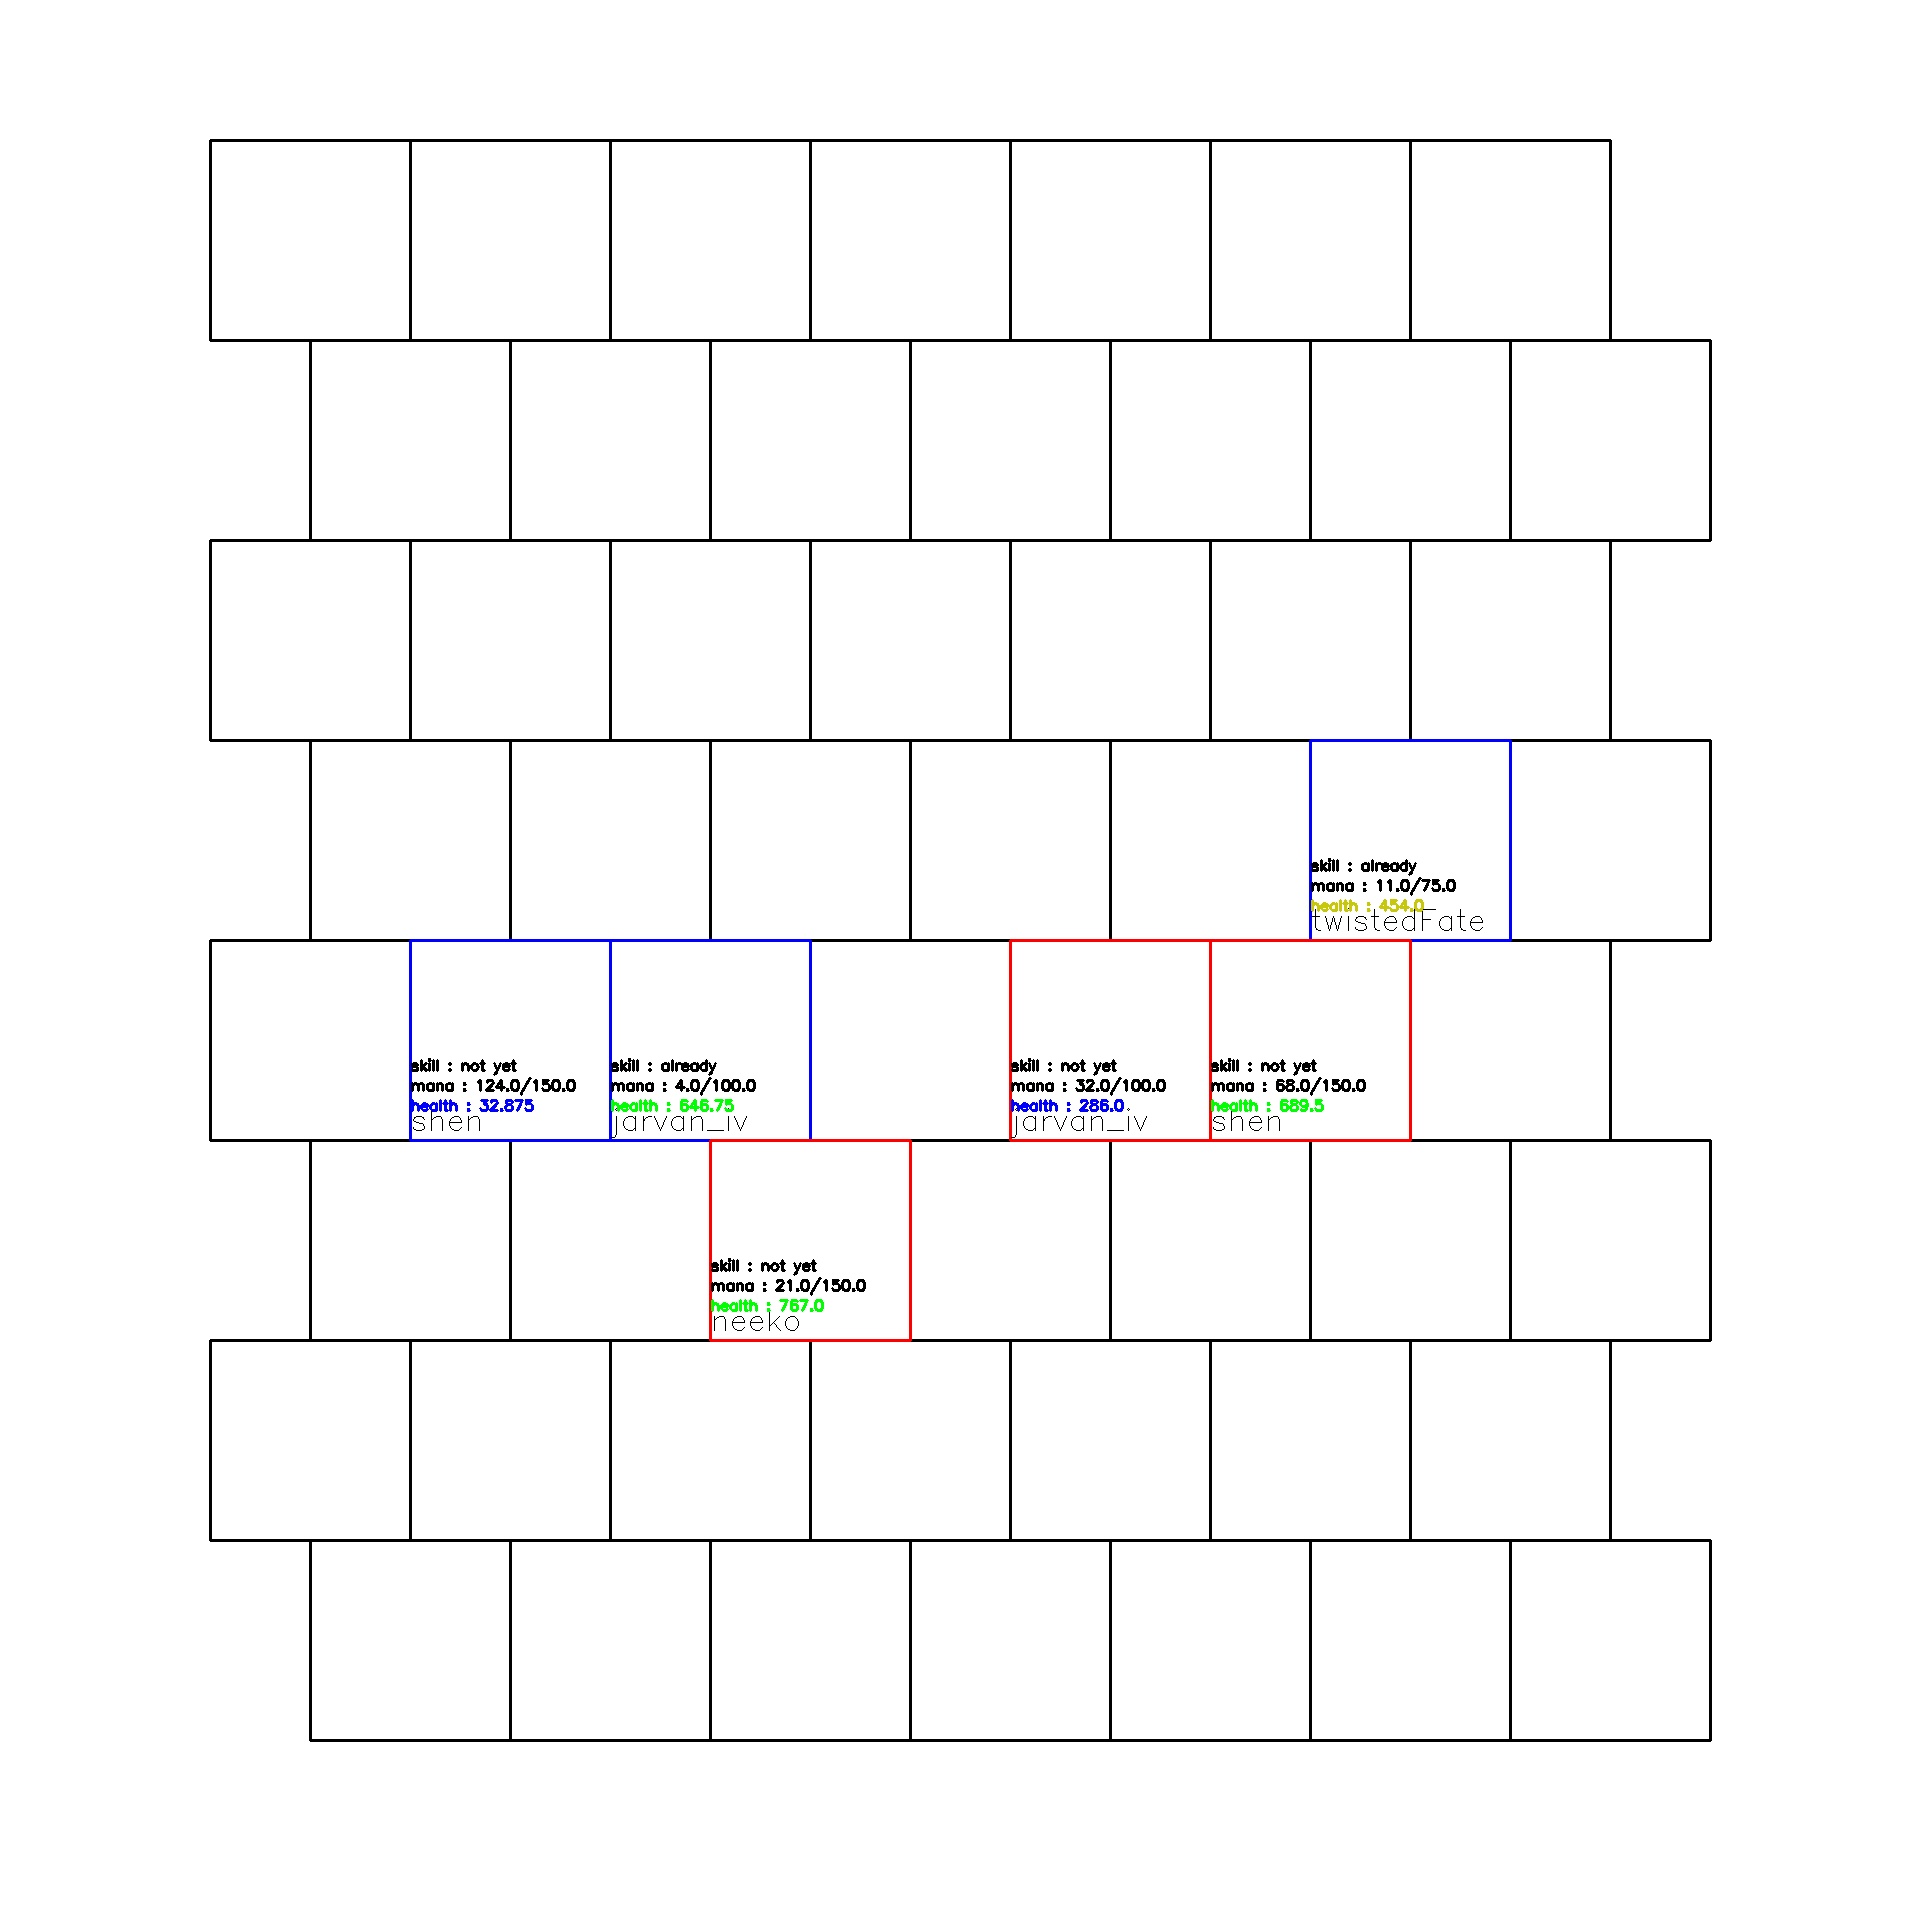 skill : already
mana : 11.0/75.0
health : 454.0
twistedFate
skill : not yet
mana : 124.0/150.0
health : 32.875
shen
skill : already
mana : 4.0/100.0
health : 646.75
jarvan_iv
skill : not yet
mana : 32.0/100.0
health : 286.0
jarvan_iv
skill : not yet
mana : 68.0/150.0
health : 689.5
shen
skill : not yet
mana : 21.0/150.0
health : 767.0
neeko